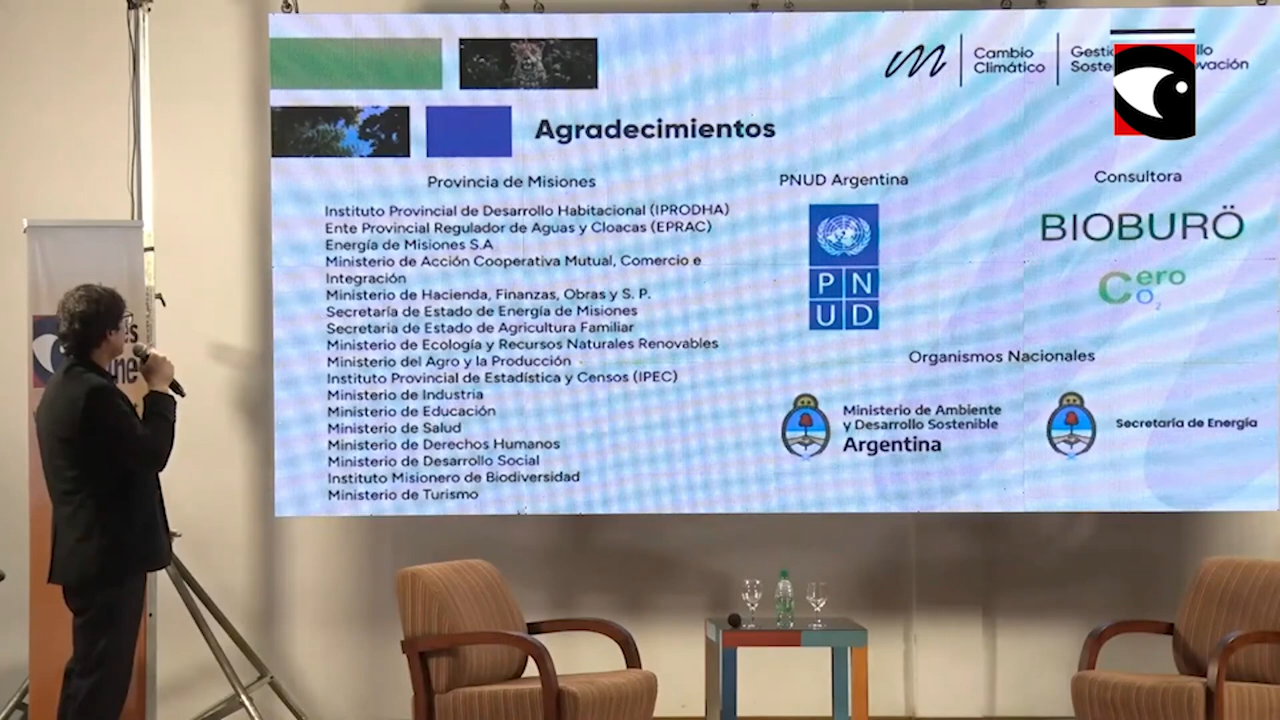 Cambio
Climático
Agradecimientos
Provincia de Misiones
Instituto Provincial de Desarrollo Habitacional (IPRODHA)
Ente Provincial Regulador de Aguas y Cloacas (EPRAC)
Energía de Misiones S.A
Ministerio de Acción Cooperativa Mutual, Comercio e
Integración
Ministerio de Hacienda, Finanzas, Obras y S. P.
Secretaría de Estado de Energía de Misiones
Secretaria de Estado de Agricultura Familiar
Ministerio de Ecología y Recursos Naturales Renovables
Ministerio del Agro y la Producción
Instituto Provincial de Estadística y Censos (IPEC)
Ministerio de Industria
Ministerio de Educación
Ministerio de Salud
Ministerio de Derechos Humanos
Ministerio de Desarrollo Social
Instituto Misionero de Biodiversidad
Ministerio de Turismo
PNUD Argentina
P N
U D
Consultora
BIOBURÖ
Cero
O2
Organismos Nacionales
Ministerio de Ambiente
y Desarrollo Sostenible
Argentina
Secretaría de Energía